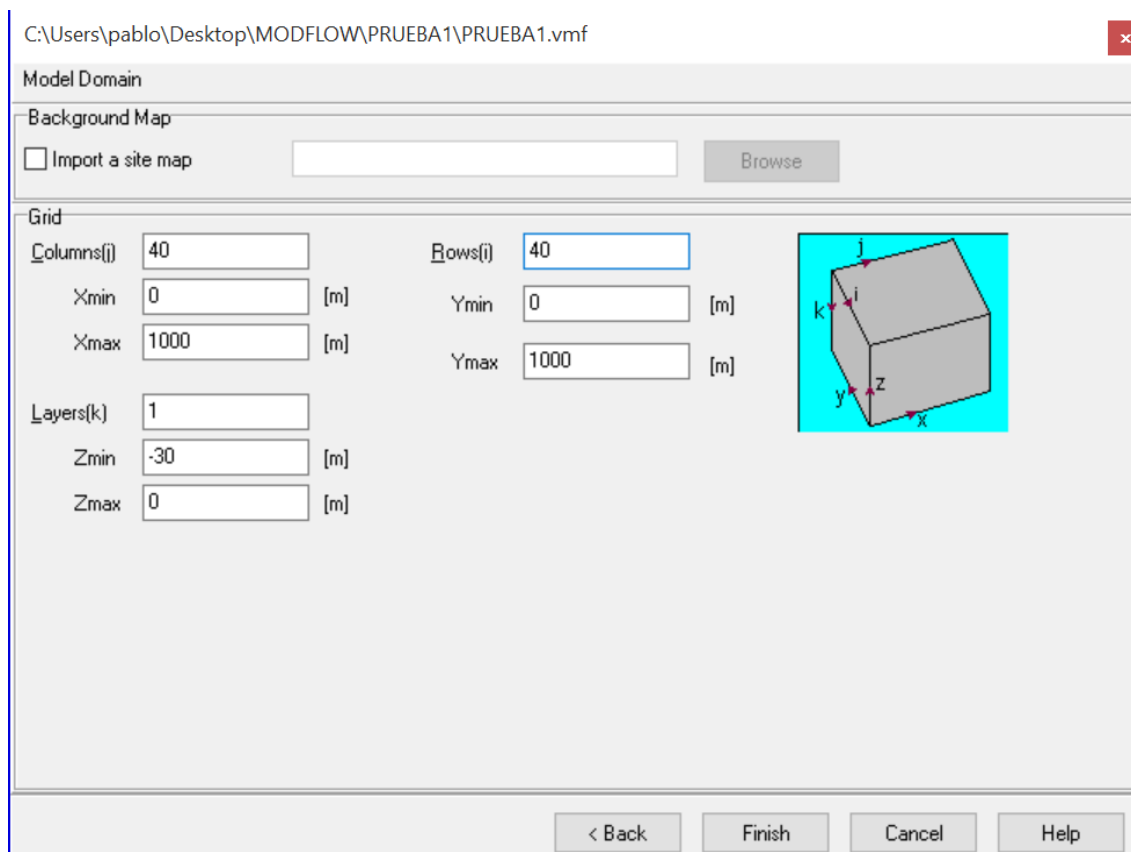 C:\Users\pablo\Desktop\MODFLOW\PRUEBA1\PRUEBA1.vmf
x
Model Domain
Background Map
Import a site map
Browse
Grid
Columns(j) 40 Rows(i) 40
Xmin 0 [m] Ymin 0 [m]
Xmax 1000 [m] Ymax 1000 [m]
j
i
k
z
y
x
Layers(k) 1
Zmin -30 [m]
Zmax 0 [m]
< Back Finish Cancel Help